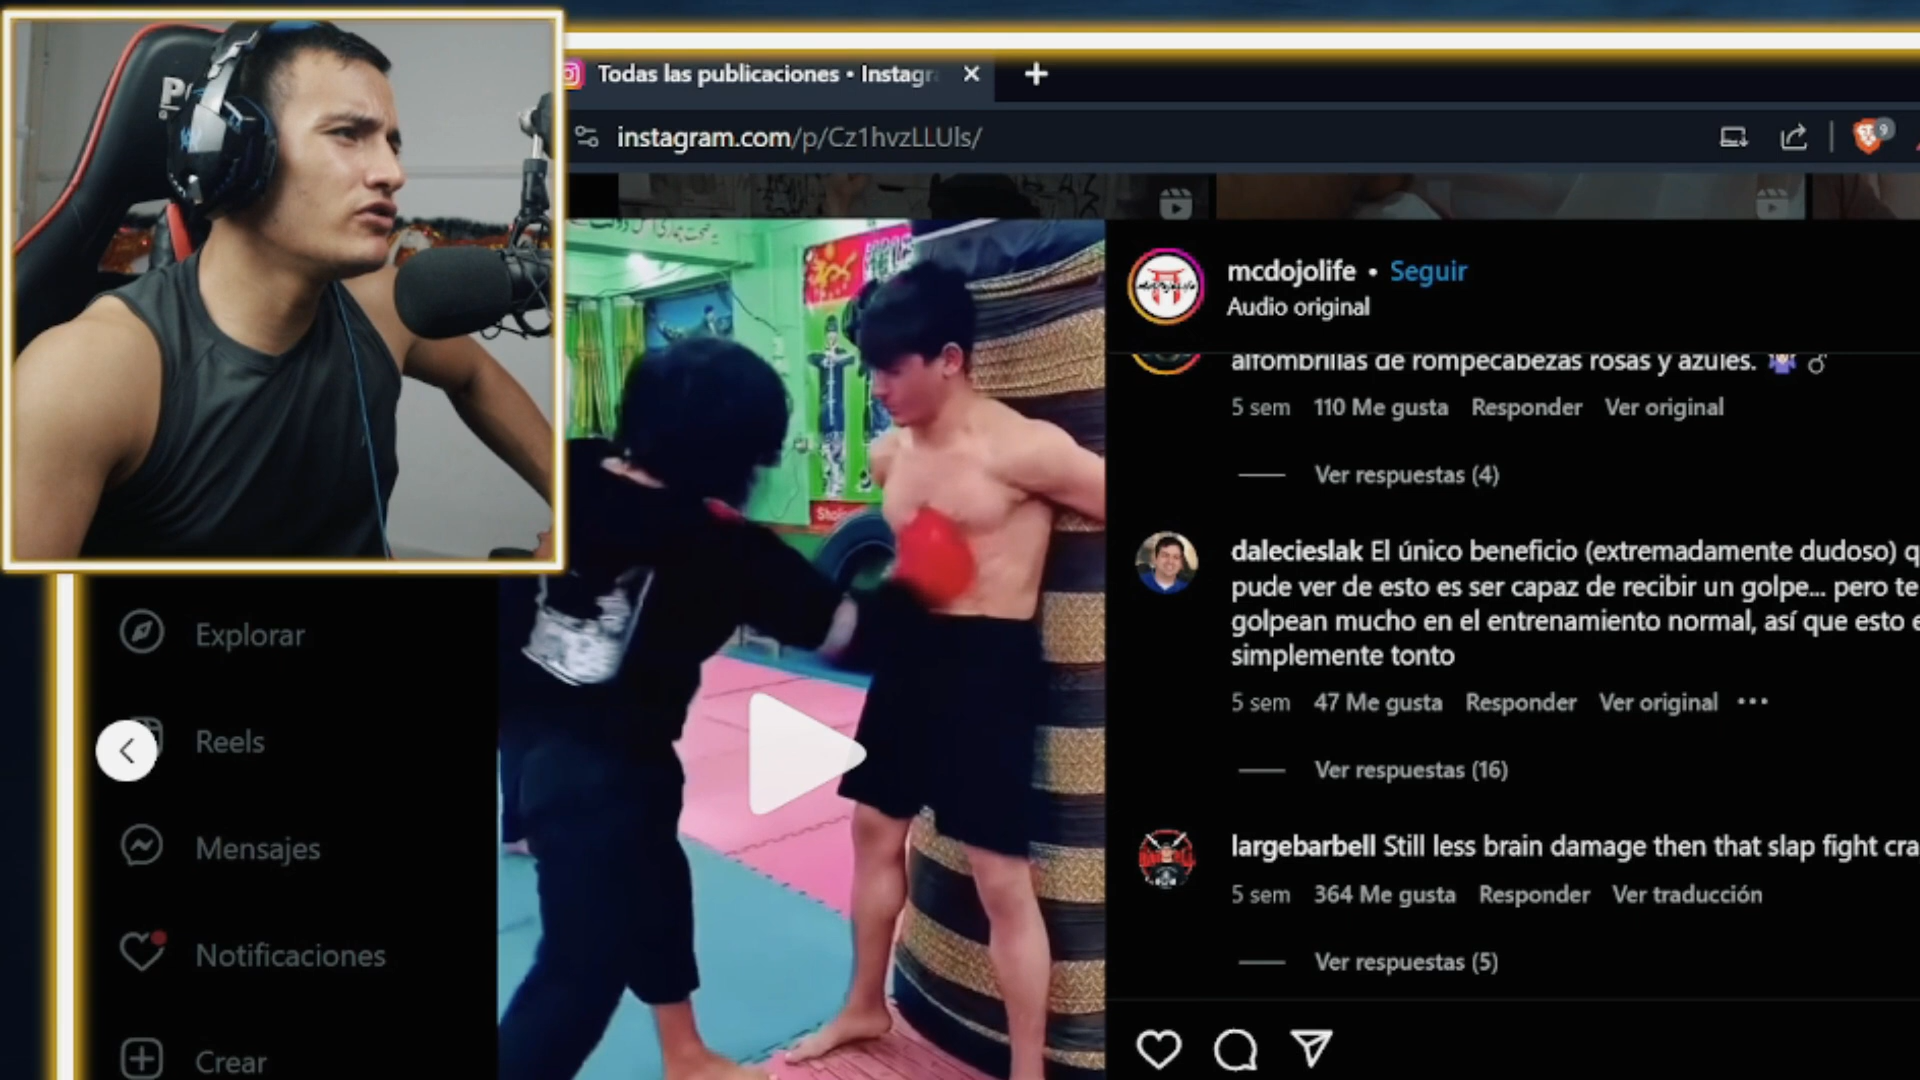 Todas las publicaciones • Instagr
instagram.com/p/Cz1hvzLLUls/
mcdojolife • Seguir
Audio original
alfombrillas de rompecabezas rosas y azules.
5 sem 110 Me gusta Responder Ver original
Ver respuestas (4)
dalecieslak El único beneficio (extremadamente dudoso) q
pude ver de esto es ser capaz de recibir un golpe... pero te
golpean mucho en el entrenamiento normal, así que esto e
simplemente tonto
5 sem 47 Me gusta Responder Ver original
Ver respuestas (16)
largebarbell Still less brain damage then that slap fight cra
5 sem 364 Me gusta Responder Ver traducción
Ver respuestas (5)
Explorar
Reels
Mensajes
Notificaciones
Crear
9